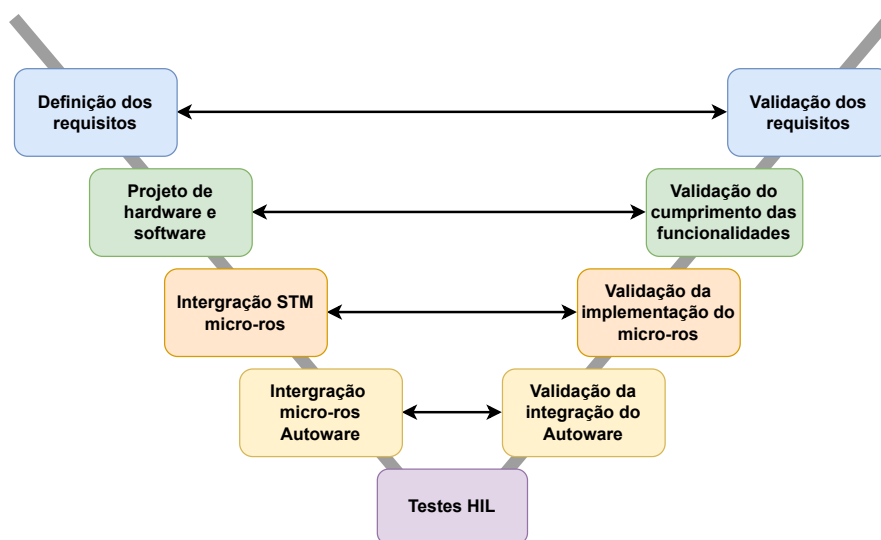 Definição dos
requisitos
Validação dos
requisitos
Projeto de
hardware e
software
Validação do
cumprimento das
funcionalidades
Intergração STM
micro-ros
Validação da
implementação do
micro-ros
Intergração
micro-ros
Autoware
Validação da
integração do
Autoware
Testes HIL